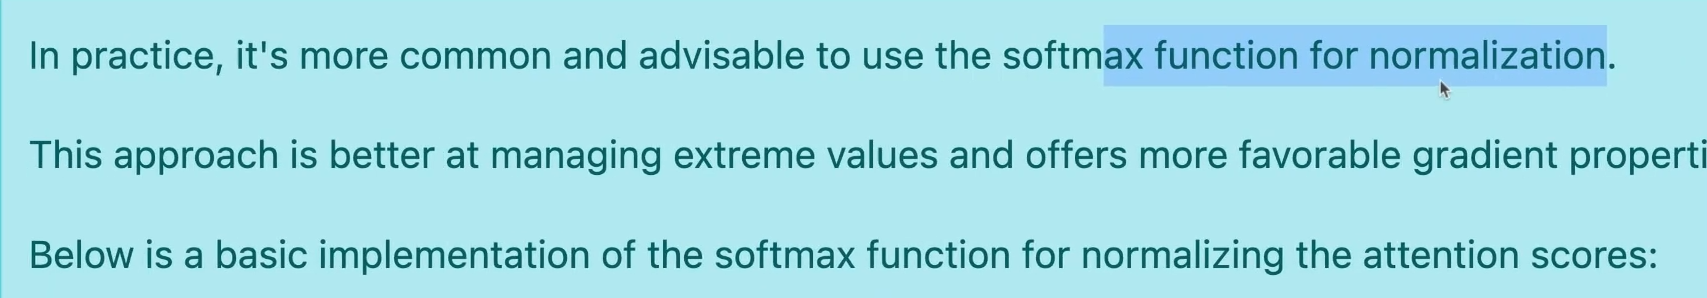 In practice, it's more common and advisable to use the softmax function for normalization.
This approach is better at managing extreme values and offers more favorable gradient properti
Below is a basic implementation of the softmax function for normalizing the attention scores: